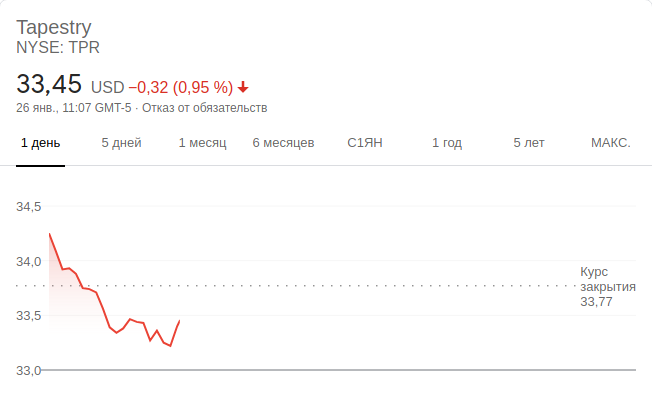 Tapestry
NYSE: TPR
33,45 USD −0,32 (0,95 %)
26 янв., 11:07 GMT-5 · Отказ от обязательств
1 день 5 дней 1 месяц 6 месяцев С1ЯН 1 год 5 лет МАКС.
34,5
34,0
Курс
закрытия
33,77
33,5
33,0